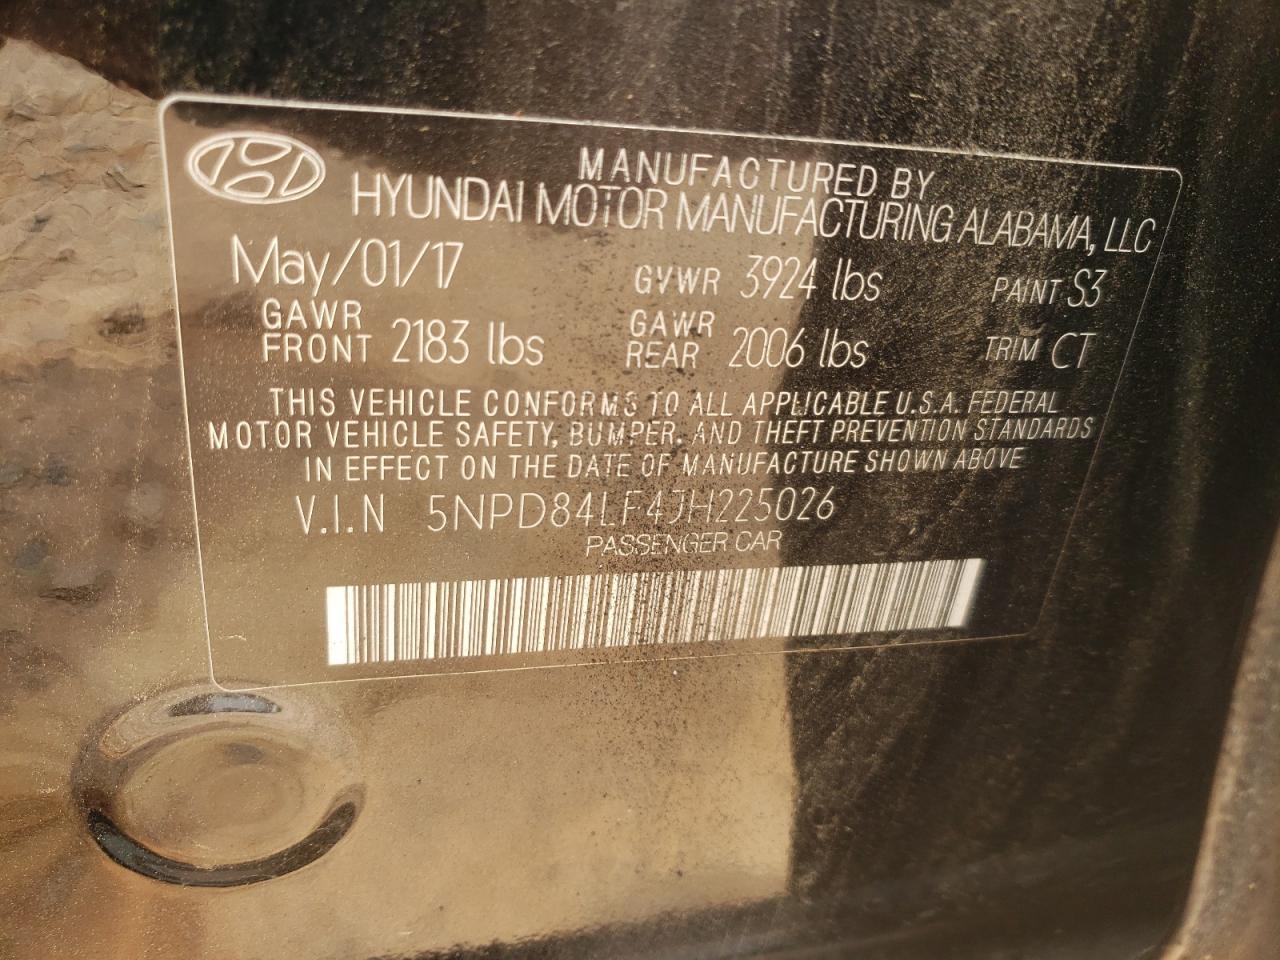 MANUFACTURED BY
HYUNDAI MOTOR MANUFACTURING ALABAMA, LLC
May/01/17 GVWR 3924 lbs PAINT S3
GAWR FRONT 2183 lbs GAWR REAR 2006 lbs TRIM CT
THIS VEHICLE CONFORMS TO ALL APPLICABLE U.S.A. FEDERAL
MOTOR VEHICLE SAFETY, BUMPER, AND THEFT PREVENTION STANDARDS
IN EFFECT ON THE DATE OF MANUFACTURE SHOWN ABOVE
V.I.N 5NPD84LF4JH225026
PASSENGER CAR